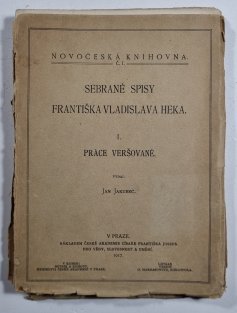 NOVOČESKÁ KNIHOVNA.
Č. I.
SEBRANÉ SPISY
FRANTIŠKA VLADISLAVA HEKA.
I.
PRÁCE VERŠOVANÉ.
VYDAL
JAN JAKUBEC.
V PRAZE.
NÁKLADEM ČESKÉ AKADEMIE CÍSAŘE FRANTIŠKA JOSEFA
PRO VĚDY, SLOVESNOST A UMĚNÍ.
1917.